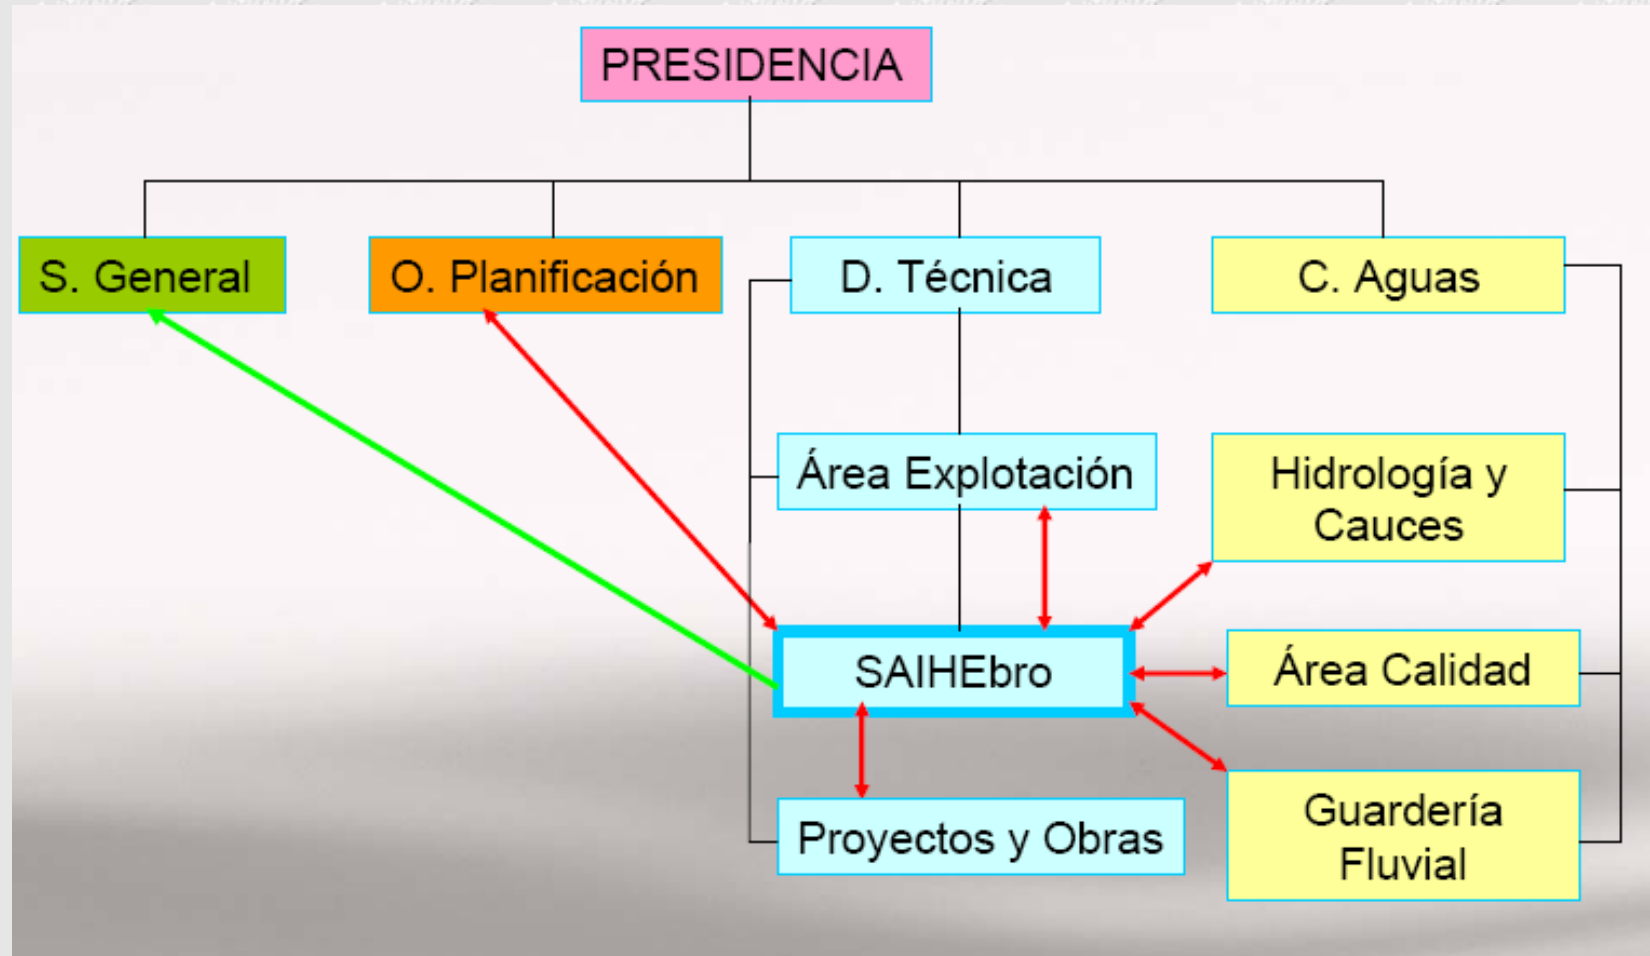 PRESIDENCIA
S. General
O. Planificación
D. Técnica
C. Aguas
Área Explotación
Hidrología y
Cauces
SAIHEbro
Área Calidad
Proyectos y Obras
Guardería
Fluvial